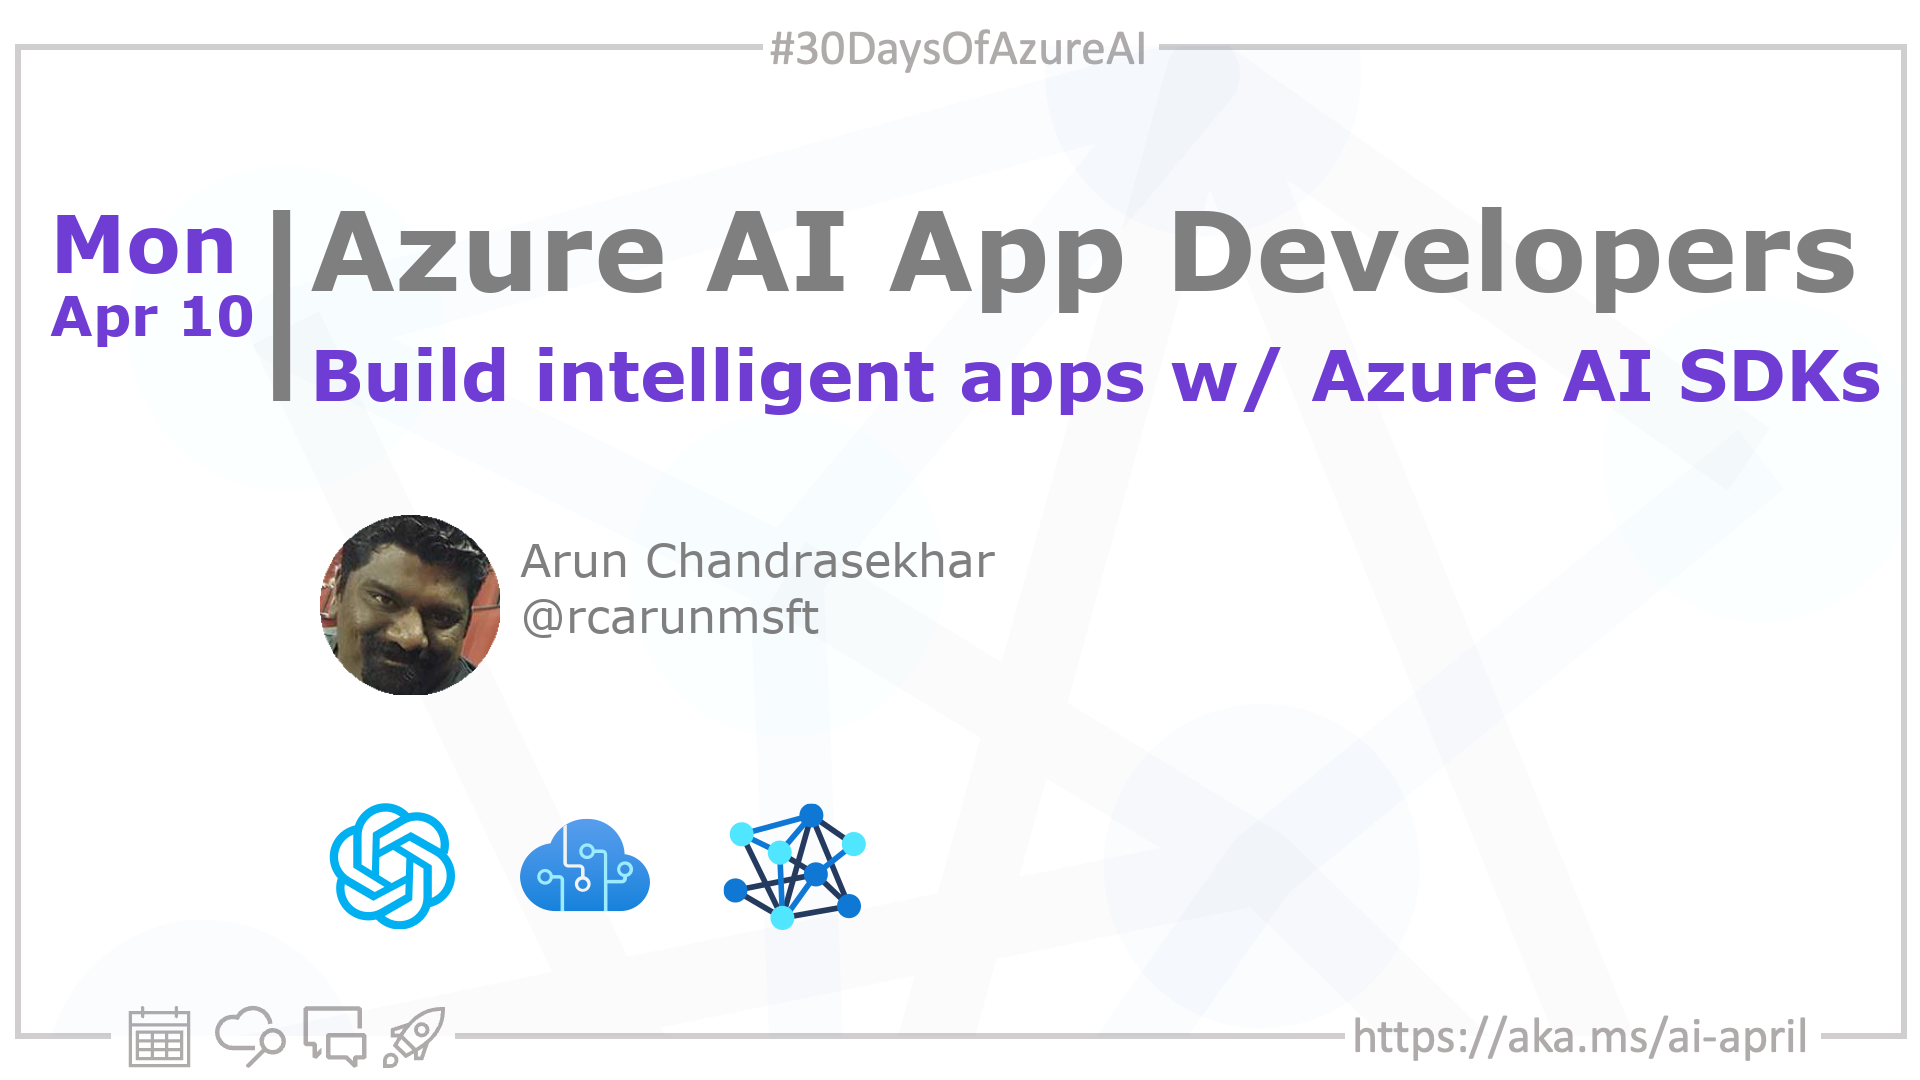 #30DaysOfAzureAI
Mon
Apr 10
Azure AI App Developers
Build intelligent apps w/ Azure AI SDKs
Arun Chandrasekhar
@rcarunmsft
https://aka.ms/ai-april